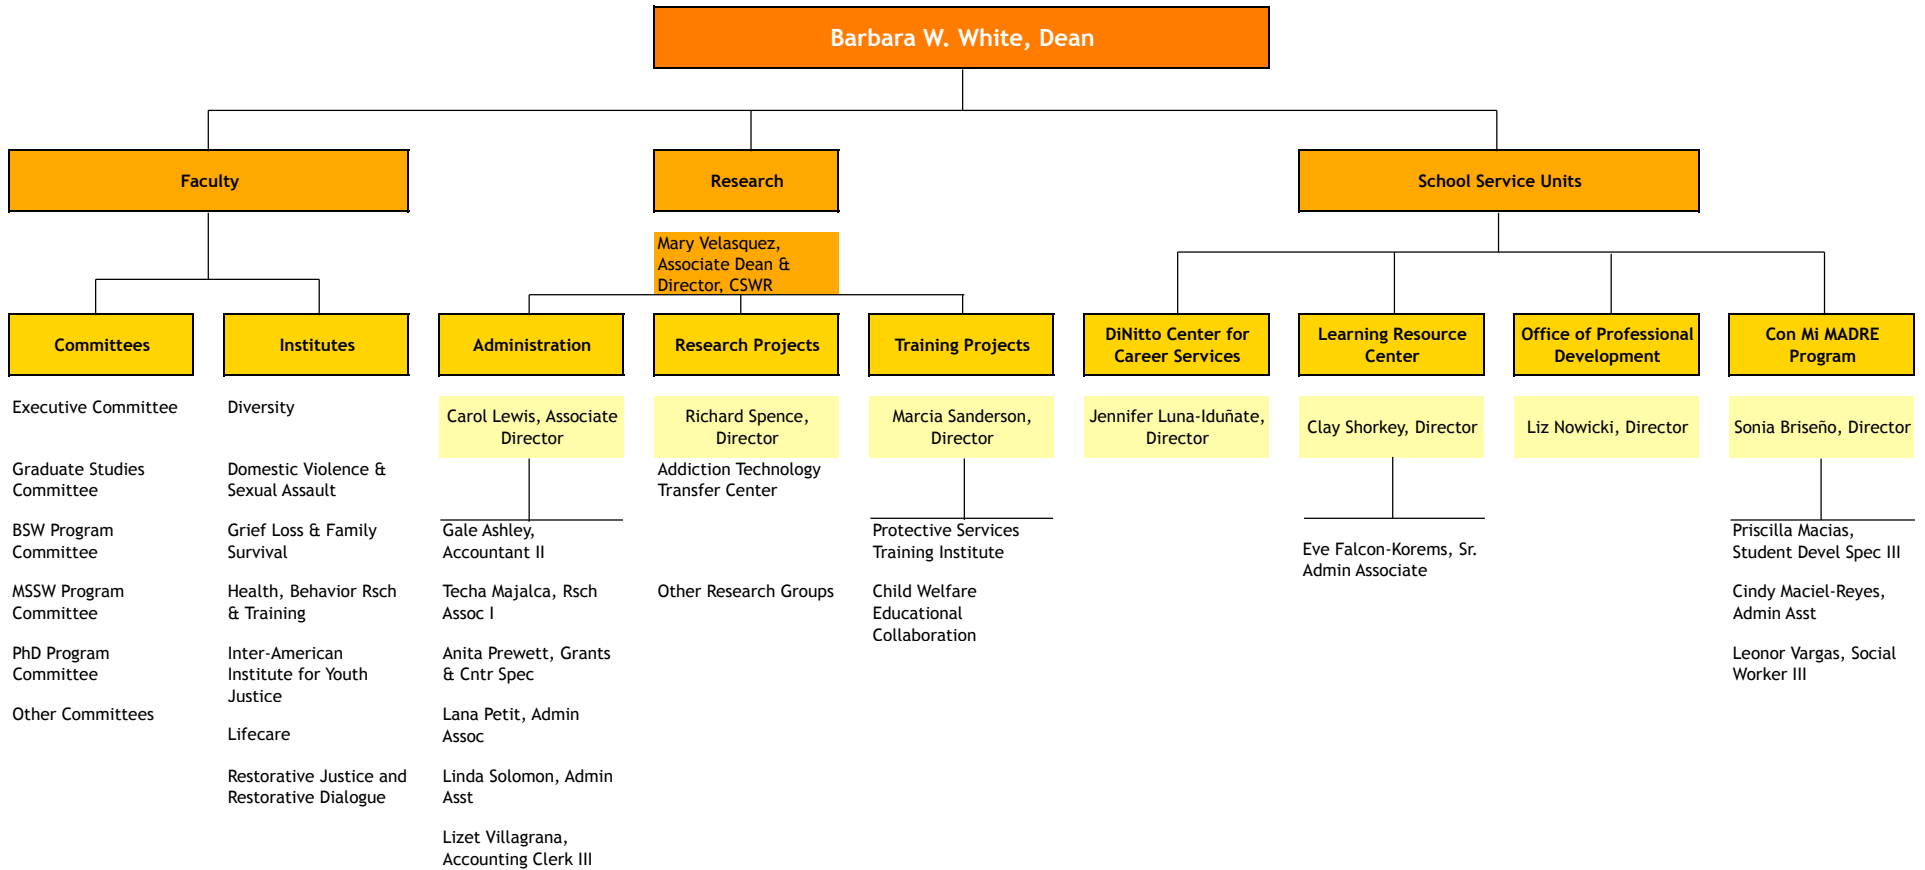 Barbara W. White, Dean
Faculty
Research
School Service Units
Mary Velasquez,
Associate Dean &
Director, CSWR
Committees
Institutes
Administration
Research Projects
Training Projects
DiNitto Center for
Career Services
Learning Resource
Center
Office of Professional
Development
Con Mi MADRE
Program
Executive Committee
Graduate Studies
Committee
BSW Program
Committee
MSSW Program
Committee
PhD Program
Committee
Other Committees
Diversity
Domestic Violence &
Sexual Assault
Grief Loss & Family
Survival
Health, Behavior Rsch
& Training
Inter-American
Institute for Youth
Justice
Lifecare
Restorative Justice and
Restorative Dialogue
Carol Lewis, Associate
Director
Gale Ashley,
Accountant II
Techa Majalca, Rsch
Assoc I
Anita Prewett, Grants
& Cntr Spec
Lana Petit, Admin
Assoc
Linda Solomon, Admin
Asst
Lizet Villagrana,
Accounting Clerk III
Richard Spence,
Director
Addiction Technology
Transfer Center
Other Research Groups
Marcia Sanderson,
Director
Protective Services
Training Institute
Child Welfare
Educational
Collaboration
Jennifer Luna-Iduñate,
Director
Clay Shorkey, Director
Eve Falcon-Korems, Sr.
Admin Associate
Liz Nowicki, Director
Sonia Briseño, Director
Priscilla Macias,
Student Devel Spec III
Cindy Maciel-Reyes,
Admin Asst
Leonor Vargas, Social
Worker III